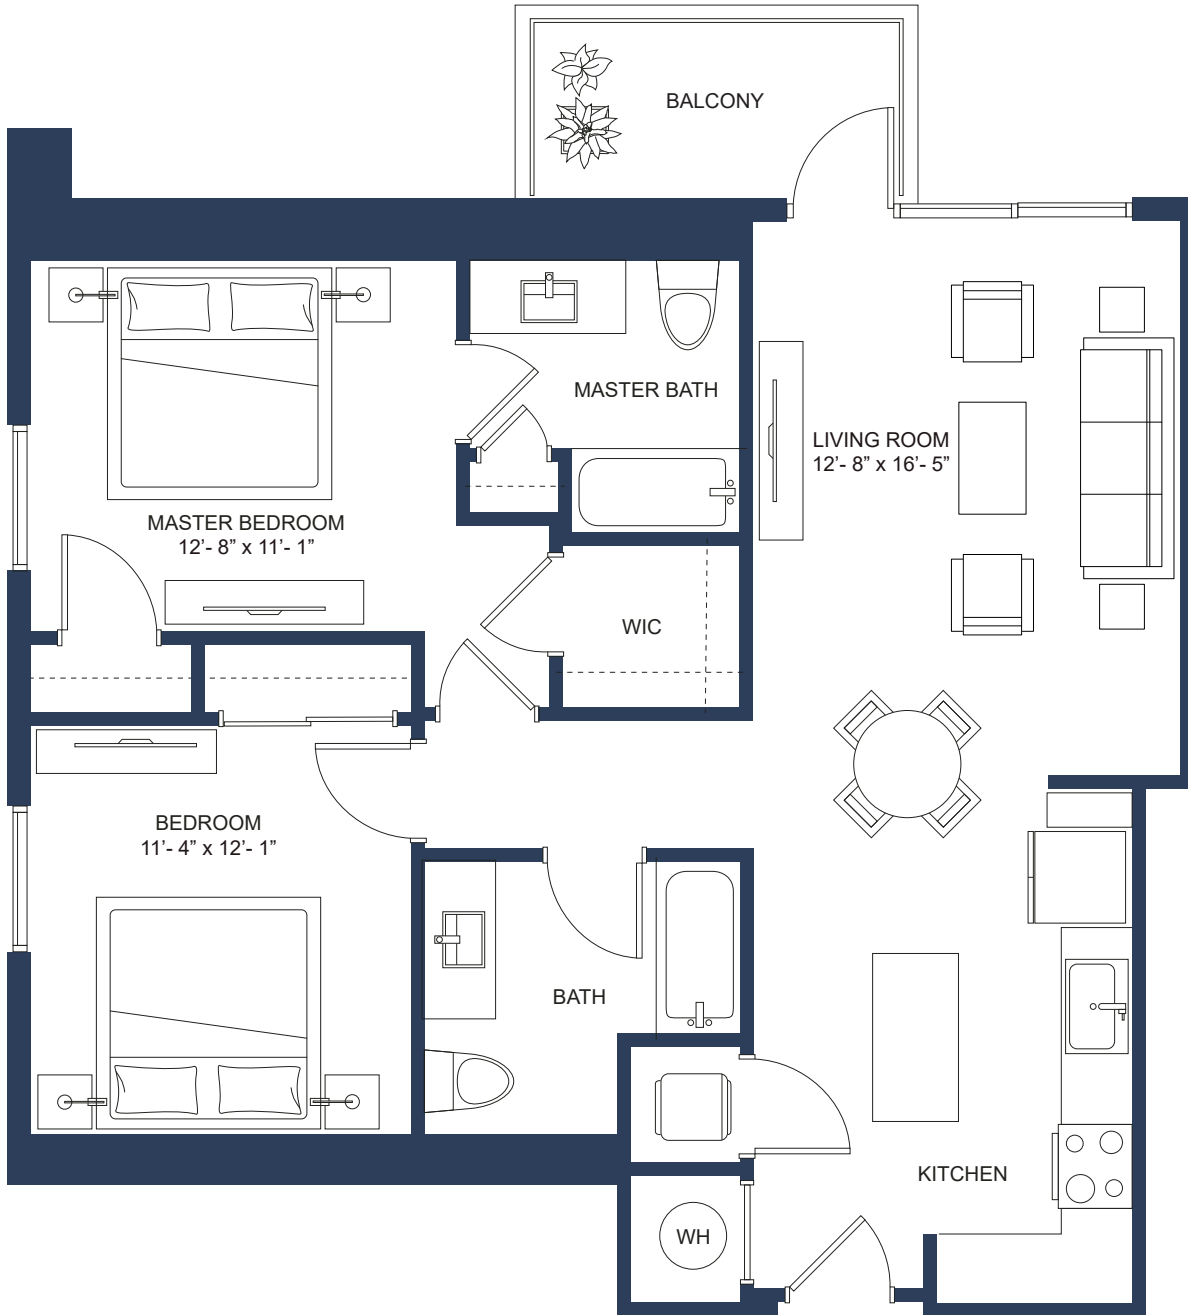 BALCONY
MASTER BATH
LIVING ROOM
12’- 8” x 16’- 5”
MASTER BEDROOM
12’- 8” x 11’- 1”
WIC
BEDROOM
11’- 4” x 12’- 1”
BATH
KITCHEN
WH